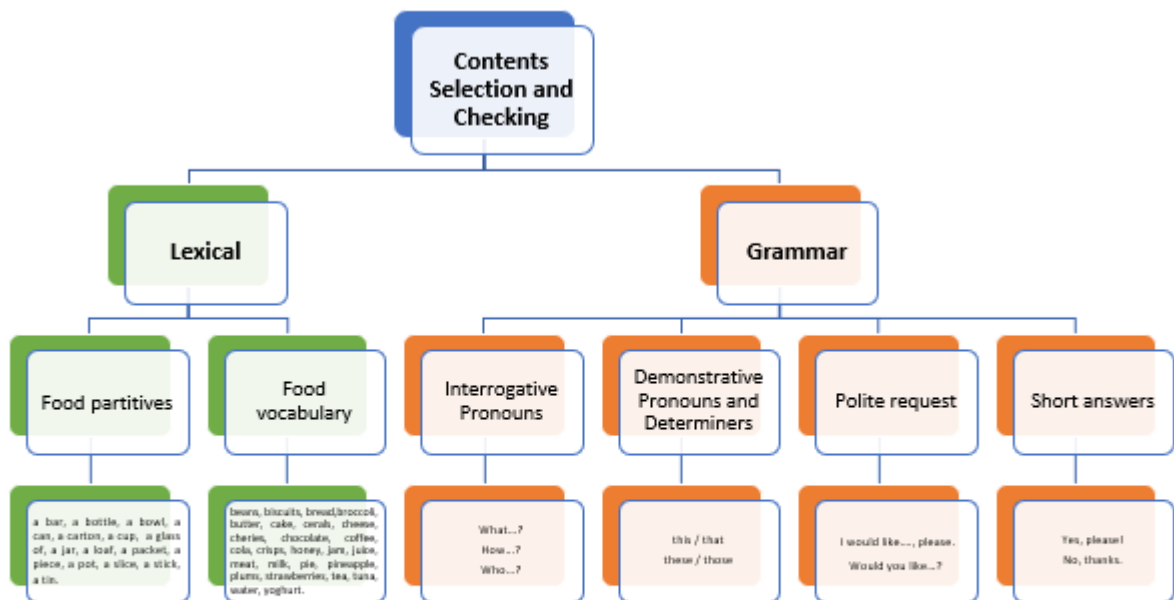 Contents
Selection and
Checking
Lexical
Grammar
Food partitives
Food
vocabulary
Interrogative
Pronouns
Demonstrative
Pronouns and
Determiners
Polite request
Short answers
a bar, a bottle, a bowl, a
can, a carton, a cup, a glass
of, a jar, a loaf, a packet, a
piece, a pot, a slice, a stick,
a tin.
beans, biscuits, bread,broccoli,
butter, cake, cerals, cheese,
cheries, chocolate, coffee,
cola, crisps, honey, jam, juice,
meat, milk, pie, pineapple,
plums, strawberries, tea, tuna,
water, yoghurt.
What...?
How...?
Who...?
this / that
these / those
I would like...., please.
Would you like...?
Yes, please!
No, thanks.